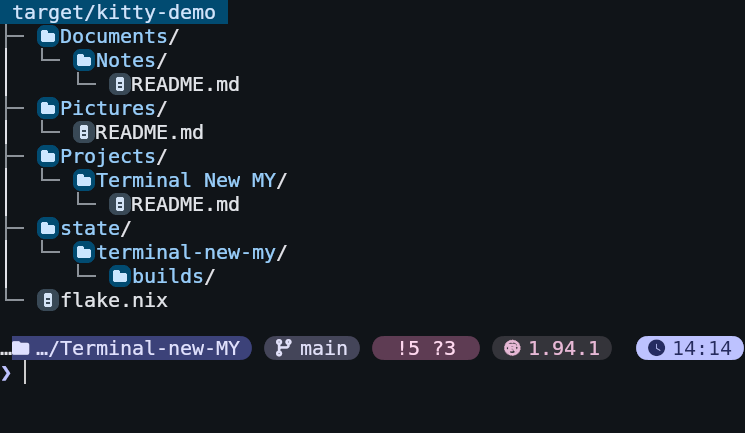 target/kitty-demo
├── Documents/
│  └── Notes/
│     └── README.md
├── Pictures/
│  └── README.md
├── Projects/
│  └── Terminal New MY/
│     └── README.md
├── state/
│  └── terminal-new-my/
│     └── builds/
└── flake.nix
… …/Terminal-new-MY main !5 ?3 1.94.1 14:14
❯